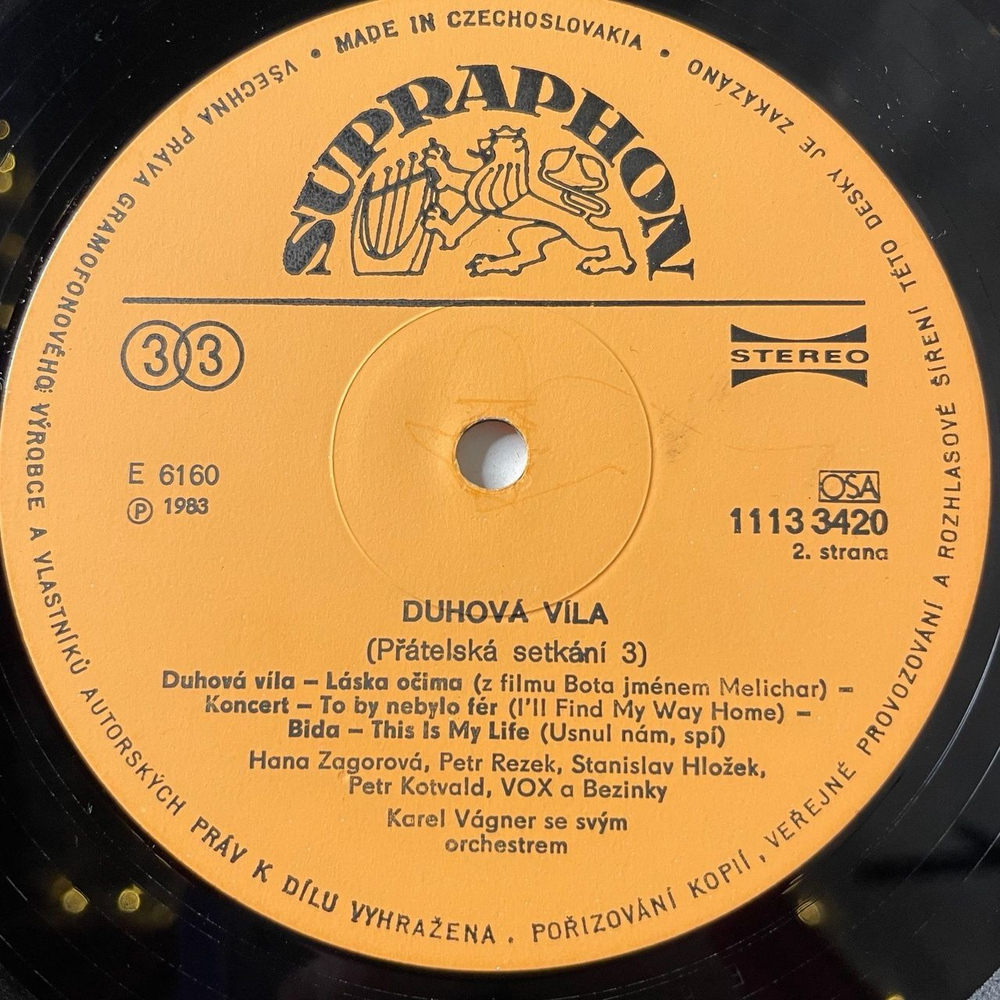 VŠECHNA PRÁVA GRAMOFONOVÉHO VÝROBCE A VLASTNÍKŮ AUTORSKÝCH PRÁV K DÍLU VYHRAŽENA . POŘIZOVÁNÍ KOPIÍ, VEŘEJNÉ PROVOZOVÁNÍ A ROZHLASOVÉ ŠÍŘENÍ TÉTO DESKY JE ZAKÁZÁNO
• MADE IN CZECHOSLOVAKIA •
SUPRAPHON
33
STEREO
E 6160
Ⓟ 1983
OSA
1113 3420
2. strana
DUHOVÁ VÍLA
(Přátelská setkání 3)
Duhová víla – Láska očima (z filmu Bota jménem Melichar) –
Koncert – To by nebylo fér (I'll Find My Way Home) –
Bida – This Is My Life (Usnul nám, spí)
Hana Zagorová, Petr Rezek, Stanislav Hložek,
Petr Kotvald, VOX a Bezinky
Karel Vágner se svým
orchestrem